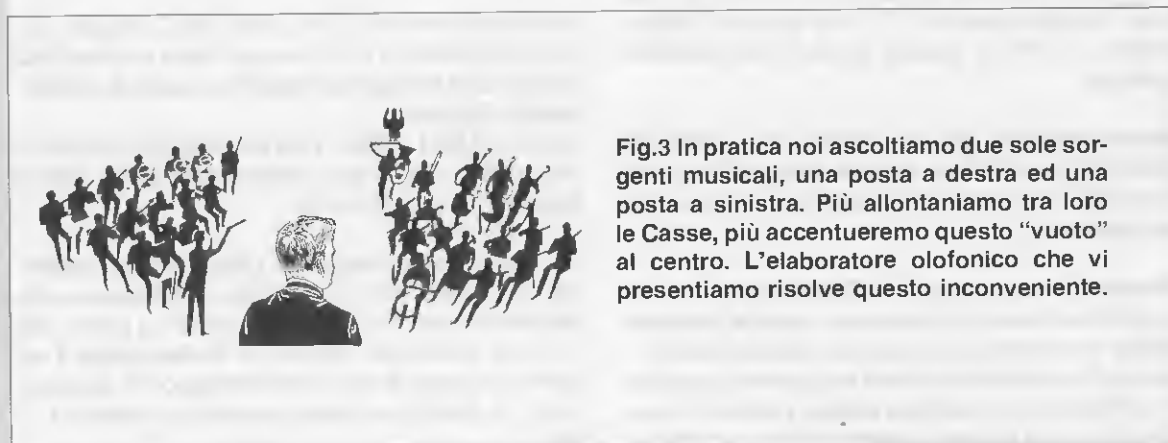 Fig.3 In pratica noi ascoltiamo due sole sor-
genti musicali, una posta a destra ed una
posta a sinistra. Più allontaniamo tra loro
le Casse, più accentueremo questo "vuoto"
al centro. L'elaboratore olofonico che vi
presentiamo risolve questo inconveniente.